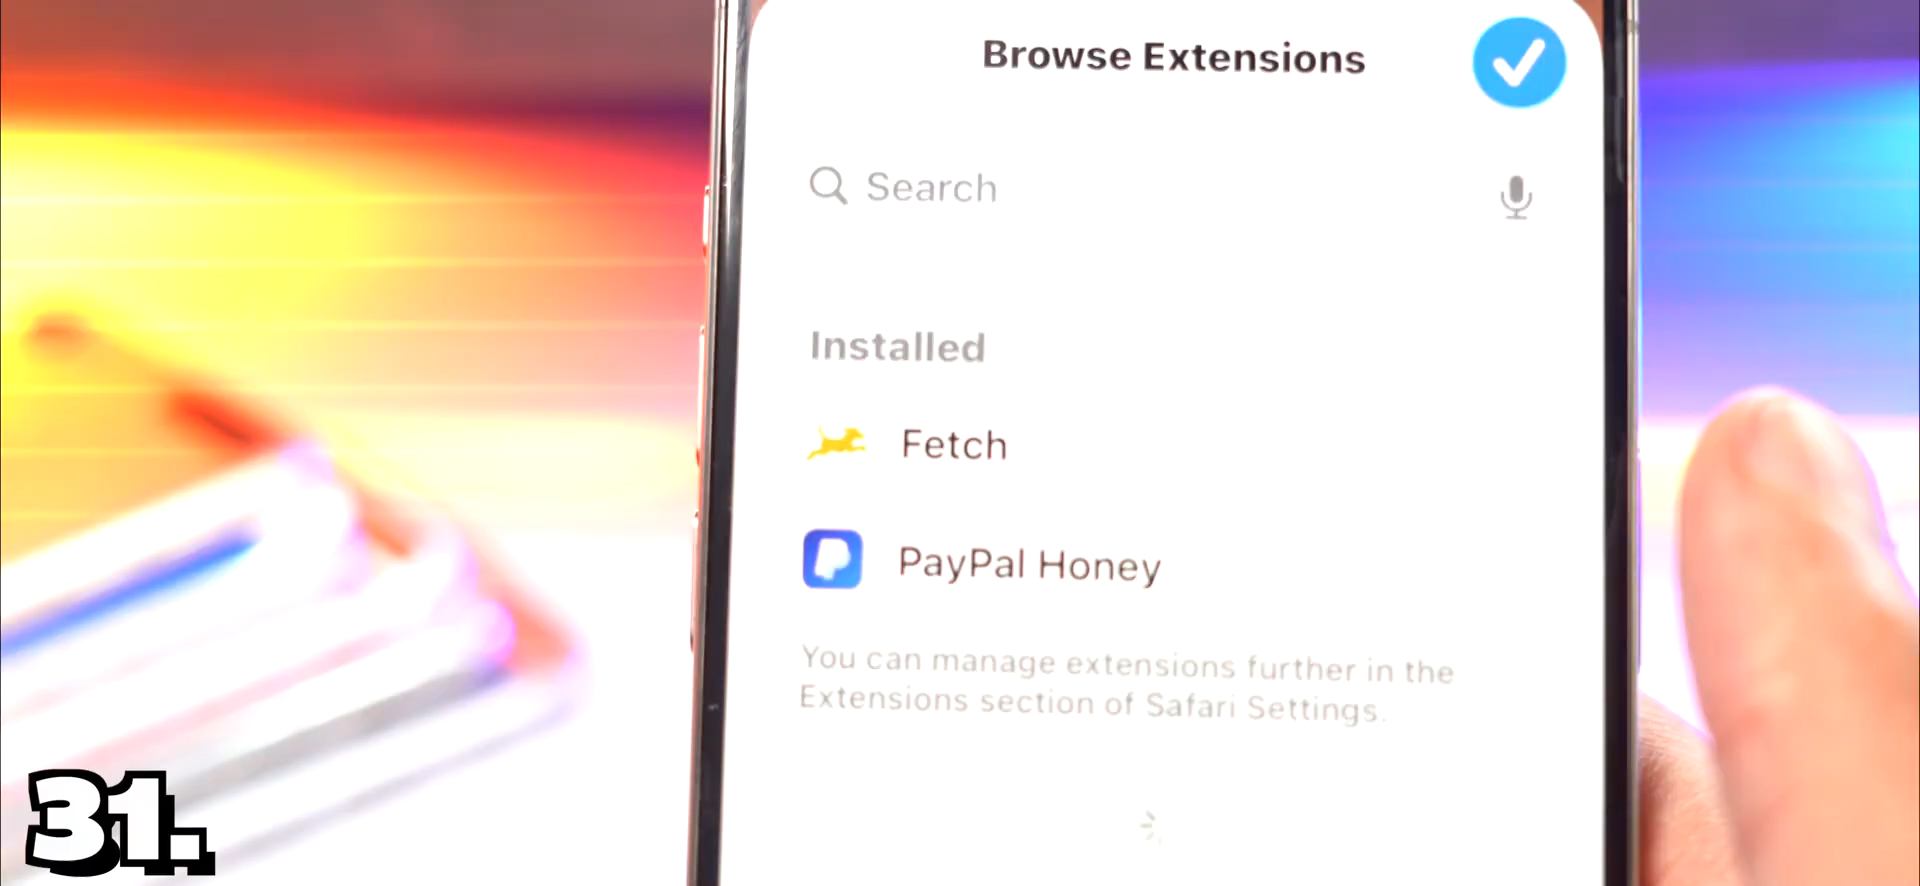 Browse Extensions
Search
Installed
Fetch
PayPal Honey
You can manage extensions further in the
Extensions section of Safari Settings.
31.